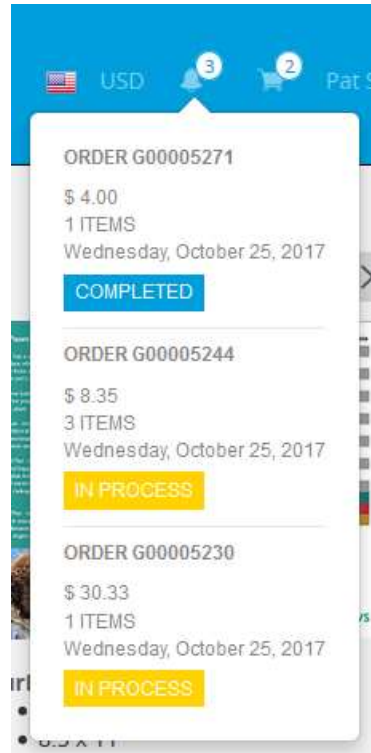 USD 3 2 Pat S
ORDER G00005271
$ 4.00
1 ITEMS
Wednesday, October 25, 2017
COMPLETED
ORDER G00005244
$ 8.35
3 ITEMS
Wednesday, October 25, 2017
IN PROCESS
ORDER G00005230
$ 30.33
1 ITEMS
Wednesday, October 25, 2017
IN PROCESS